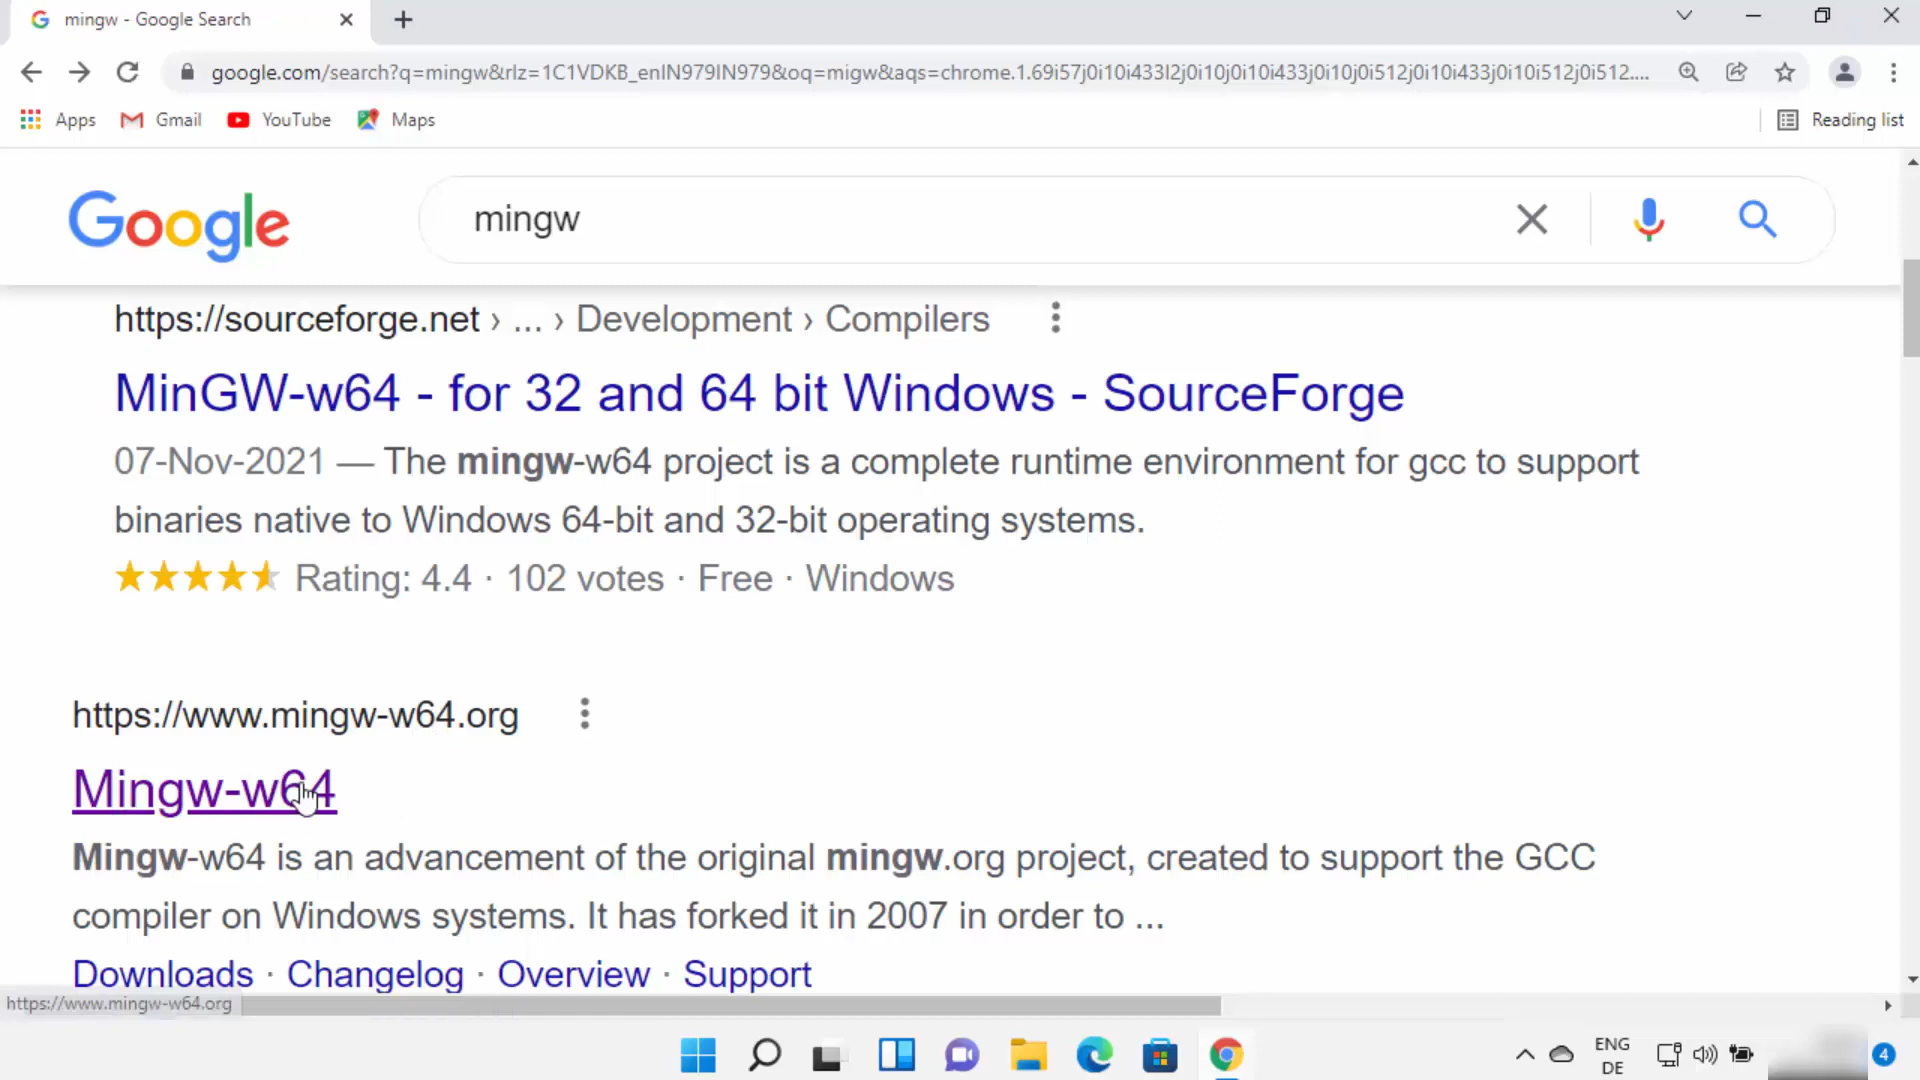 mingw - Google Search
google.com/search?q=mingw&rlz=1C1VDKB_enIN979IN979&oq=migw&aqs=chrome.1.69i57j0i10i433l2j0i10j0i10i433j0i10j0i512j0i10i433j0i10i512j0i512....
Apps
Gmail
YouTube
Maps
Reading list
Google
mingw
https://sourceforge.net › ... › Development › Compilers
MinGW-w64 - for 32 and 64 bit Windows - SourceForge
07-Nov-2021 — The mingw-w64 project is a complete runtime environment for gcc to support
binaries native to Windows 64-bit and 32-bit operating systems.
Rating: 4.4 · 102 votes · Free · Windows
https://www.mingw-w64.org
Mingw-w64
Mingw-w64 is an advancement of the original mingw.org project, created to support the GCC
compiler on Windows systems. It has forked it in 2007 in order to ...
Downloads · Changelog · Overview · Support
https://www.mingw-w64.org
ENG
DE
4